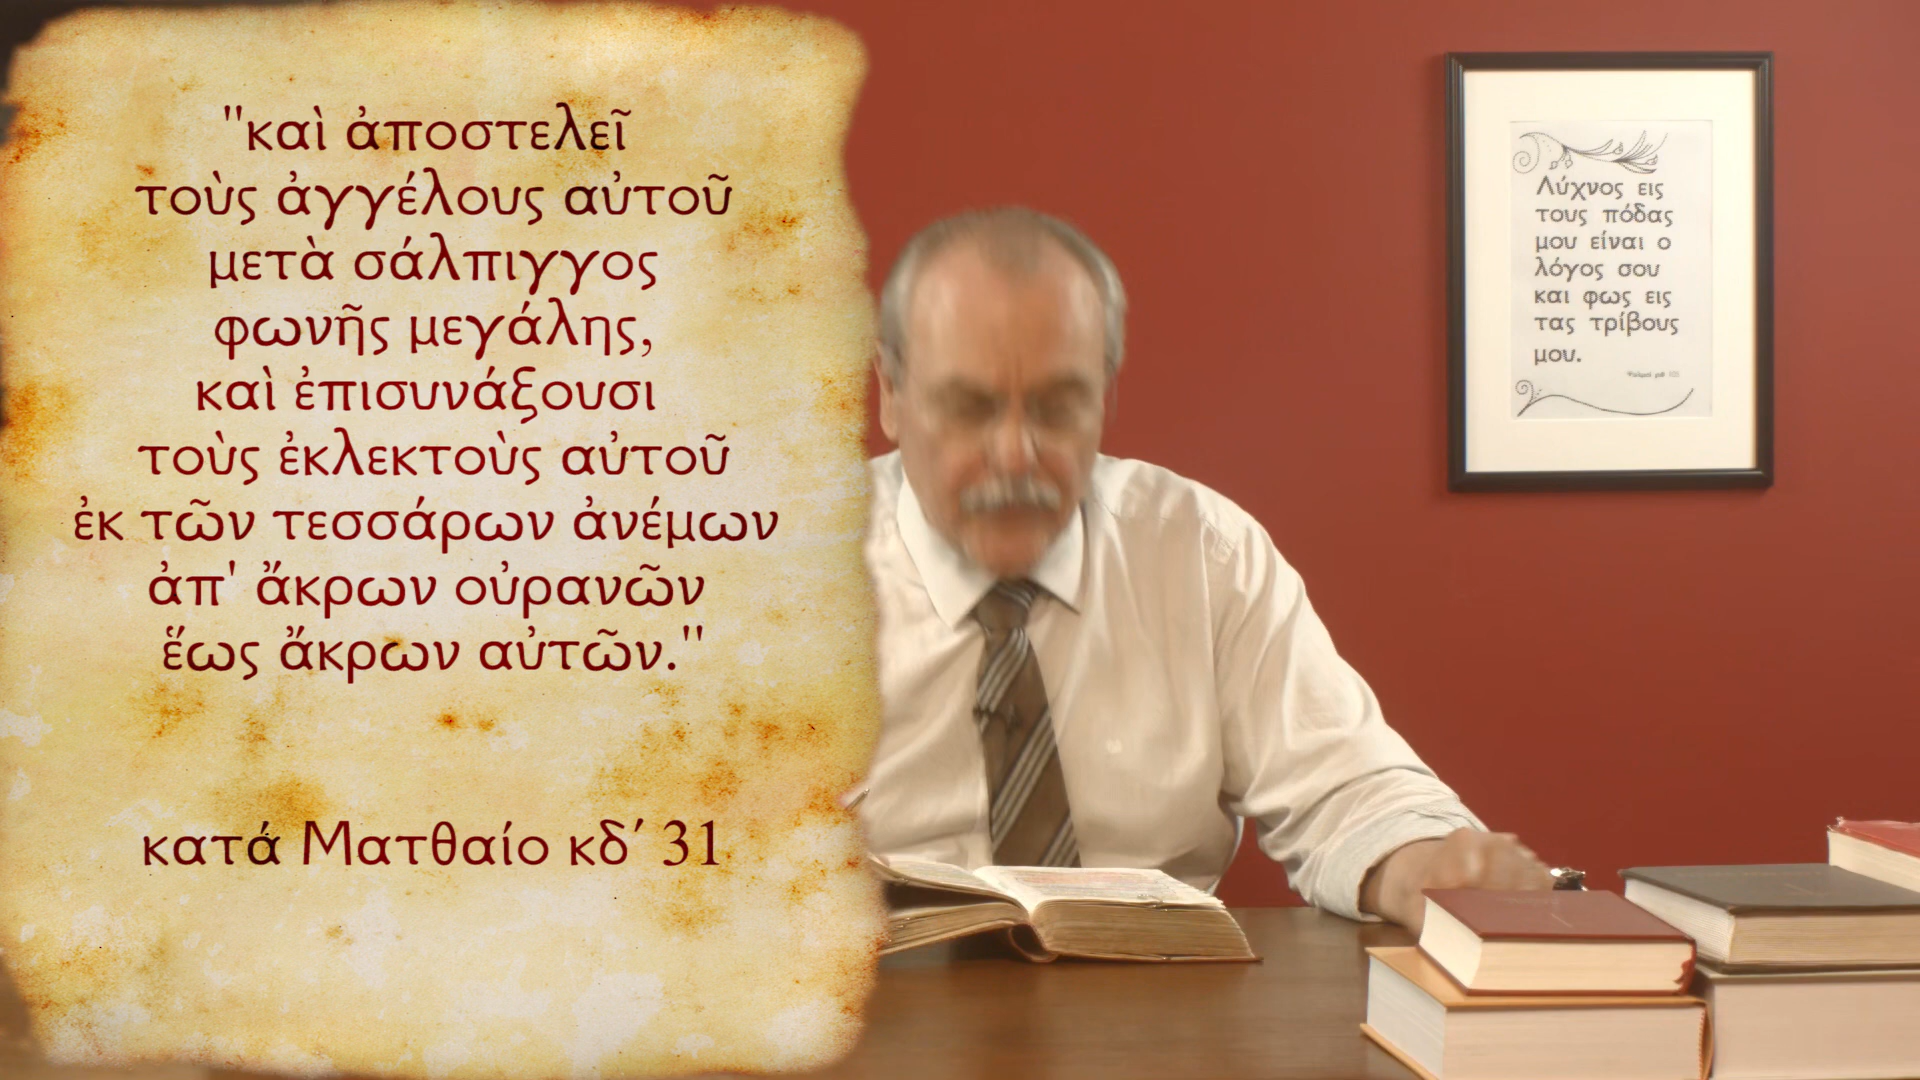 "καὶ ἀποστελεῖ
τοὺς ἀγγέλους αὐτοῦ
μετὰ σάλπιγγος
φωνῆς μεγάλης,
καὶ ἐπισυνάξουσι
τοὺς ἐκλεκτοὺς αὐτοῦ
ἐκ τῶν τεσσάρων ἀνέμων
ἀπ' ἄκρων οὐρανῶν
ἕως ἄκρων αὐτῶν."
κατά Ματθαίο κδ΄ 31
Λύχνος εις
τους πόδας
μου είναι ο
λόγος σου
και φως εις
τας τρίβους
μου.